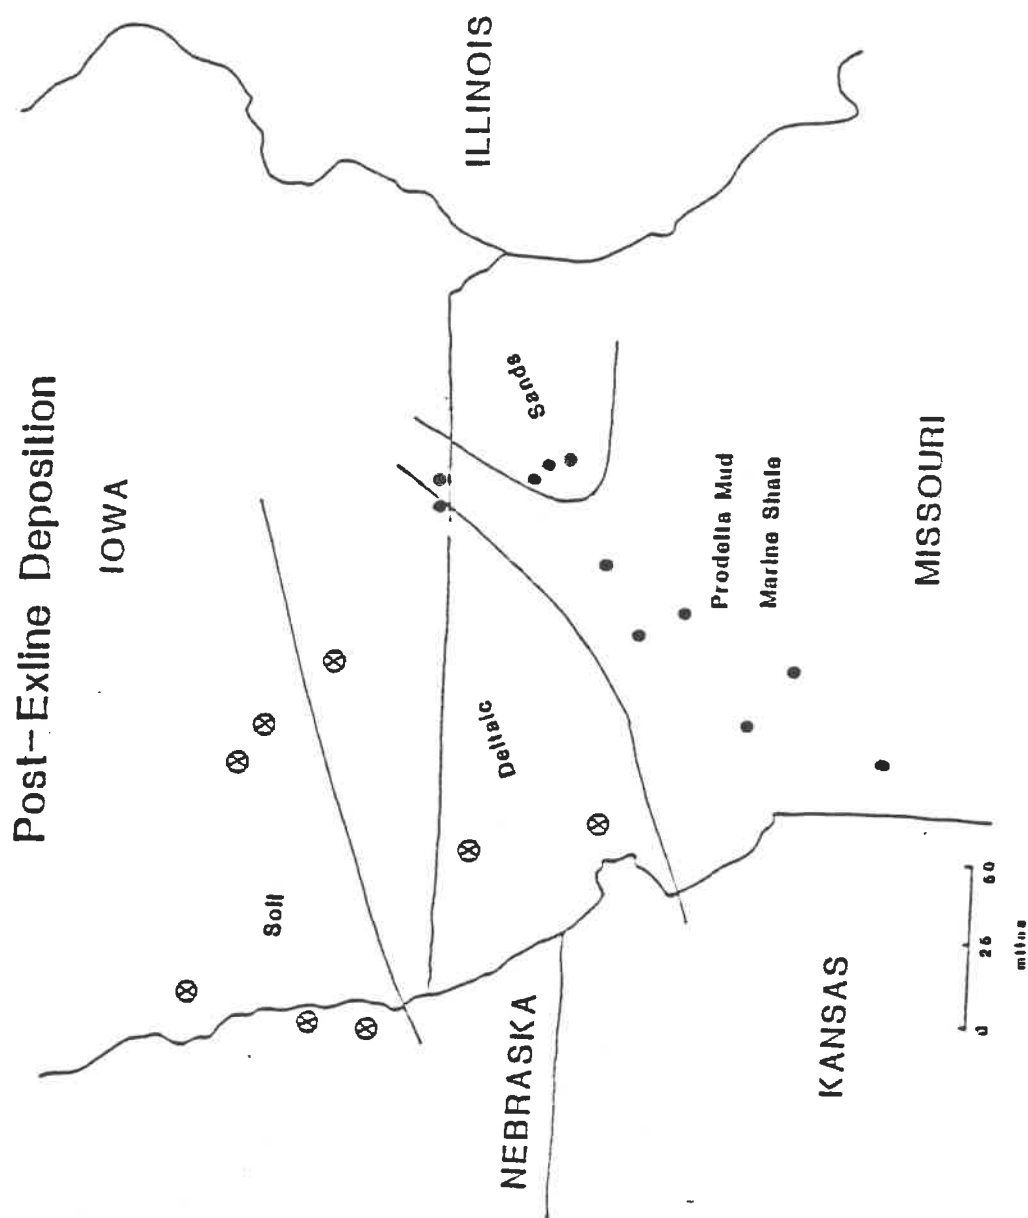 Post-Exline Deposition
IOWA
ILLINOIS
Soil
Sands
Deltaic
Prodelta Mud
Marine Shale
MISSOURI
NEBRASKA
KANSAS
0 25 50
miles